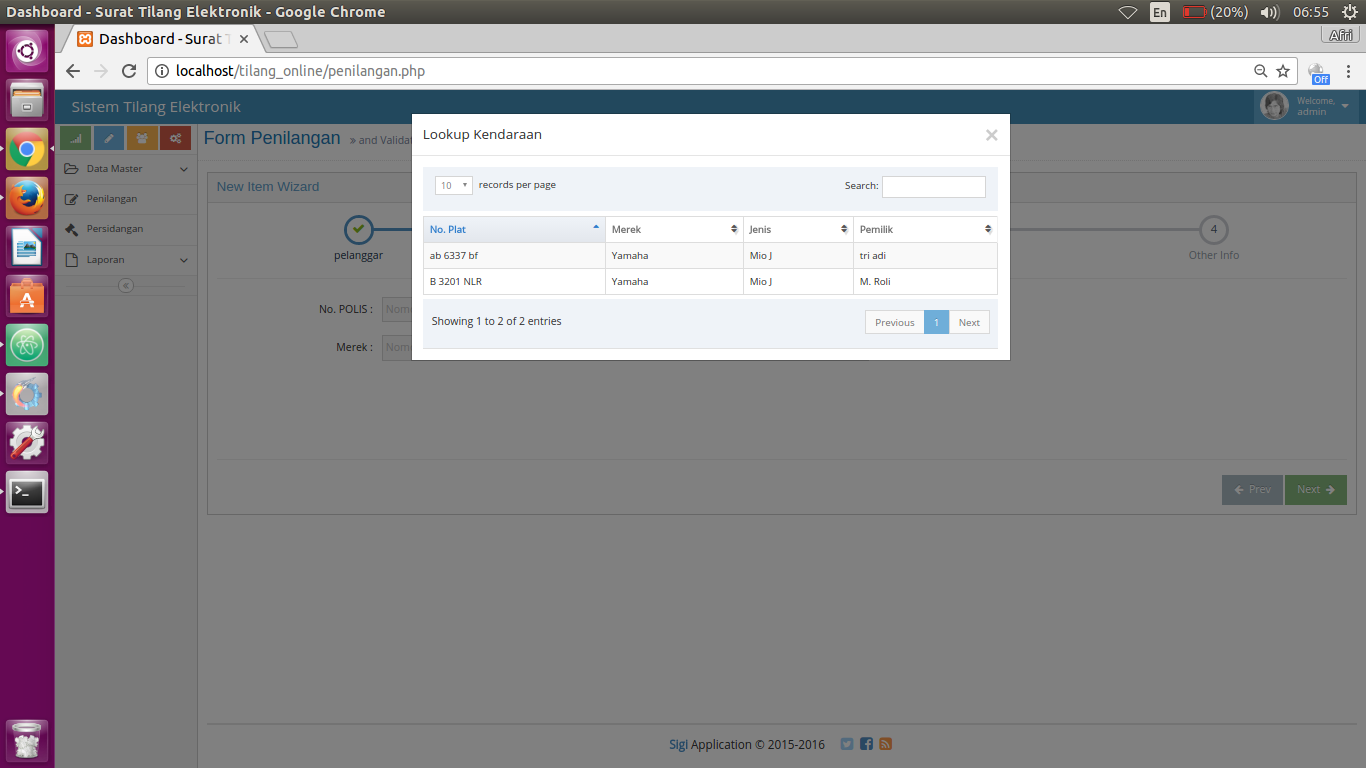 Dashboard - Surat Tilang Elektronik - Google Chrome
En (20%) 06:55
Dashboard - Surat T
Afri
localhost/tilang_online/penilangan.php
Off
Sistem Tilang Elektronik
Welcome,
admin
Form Penilangan » and Valida
Data Master
Penilangan
Persidangan
Laporan
New Item Wizard
pelanggar
4
Other Info
No. POLIS :
Merek :
Prev
Next
Lookup Kendaraan
×
10 records per page
Search:
No. Plat Merek Jenis Pemilik
ab 6337 bf Yamaha Mio J tri adi
B 3201 NLR Yamaha Mio J M. Roli
Showing 1 to 2 of 2 entries
Previous 1 Next
Sigi Application © 2015-2016